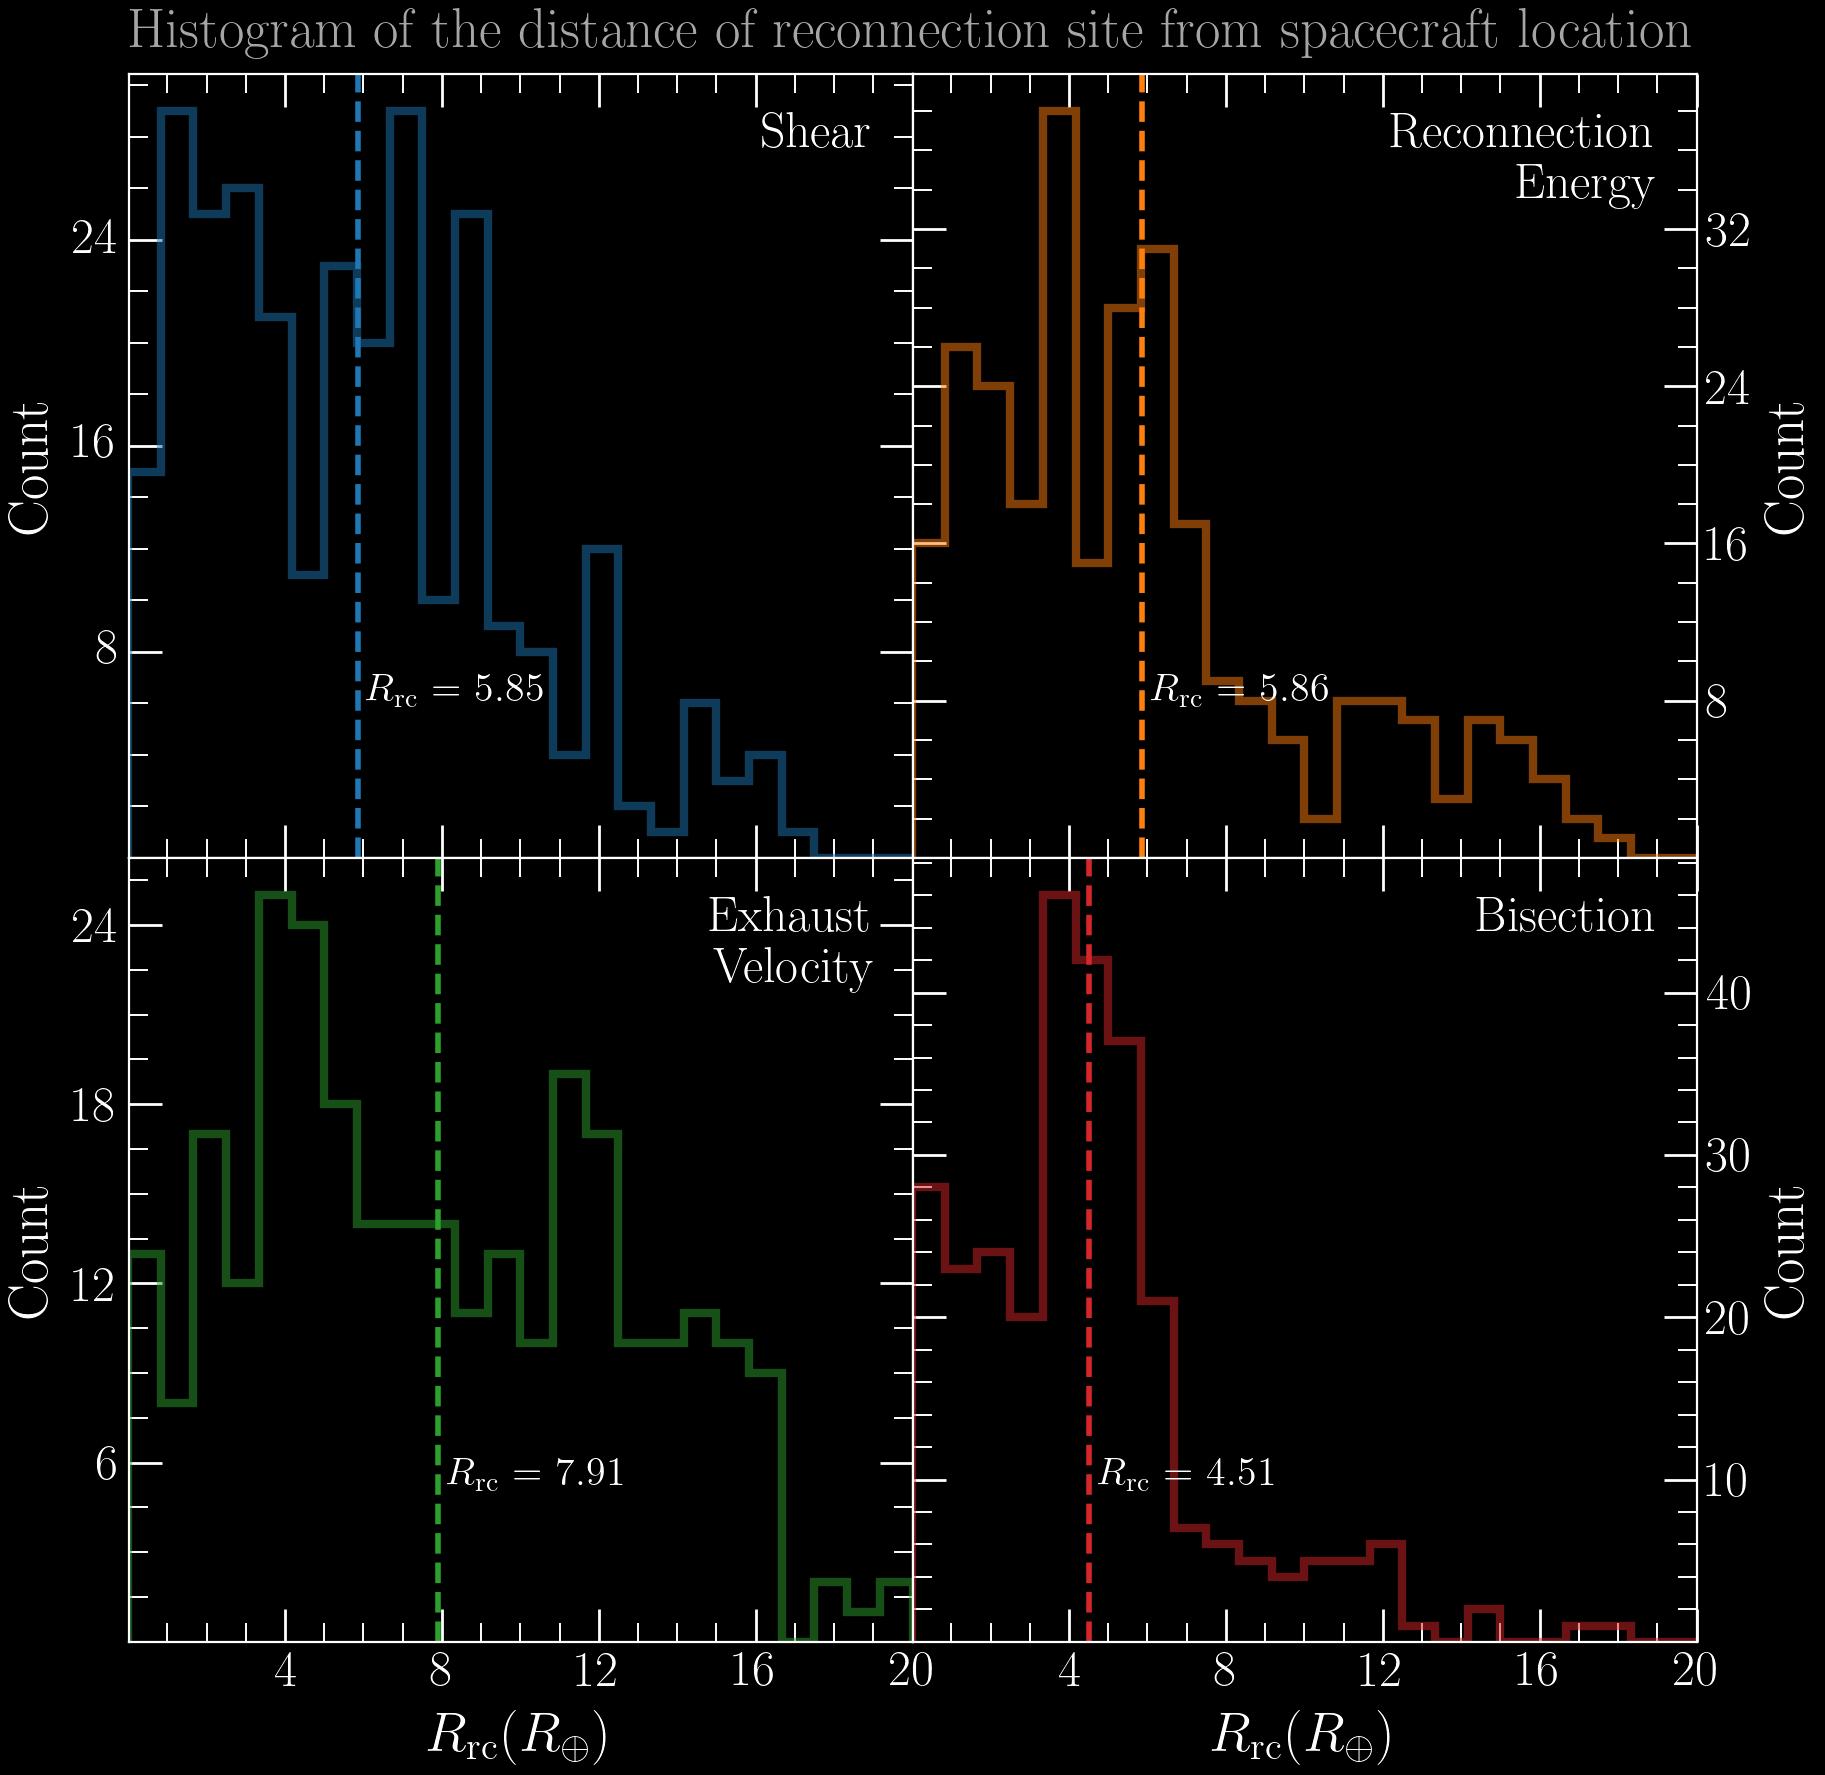 Histogram of the distance of reconnection site from spacecraft location
Shear
24
16
8
Count
R_rc = 5.85
Reconnection
Energy
32
24
16
8
Count
R_rc = 5.86
Exhaust
Velocity
24
18
12
6
Count
R_rc = 7.91
4 8 12 16 20
R_rc(R_⊕)
Bisection
40
30
20
10
Count
R_rc = 4.51
4 8 12 16 20
R_rc(R_⊕)